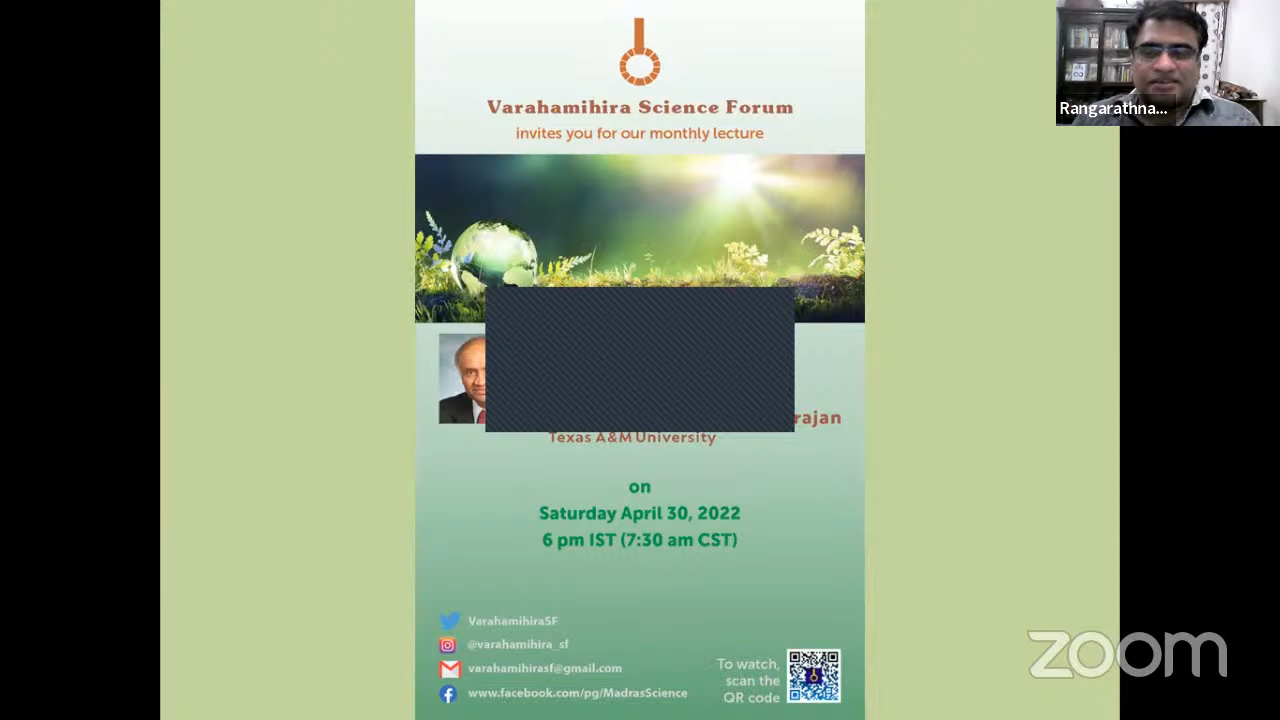 Varahamihira Science Forum
invites you for our monthly lecture
rajan
Texas A&M University
on
Saturday April 30, 2022
6 pm IST (7:30 am CST)
VarahamihiraSF
@varahamihira_sf
varahamihirasf@gmail.com
www.facebook.com/pg/MadrasScience
To watch,
scan the
QR code
Rangarathna...
zoom